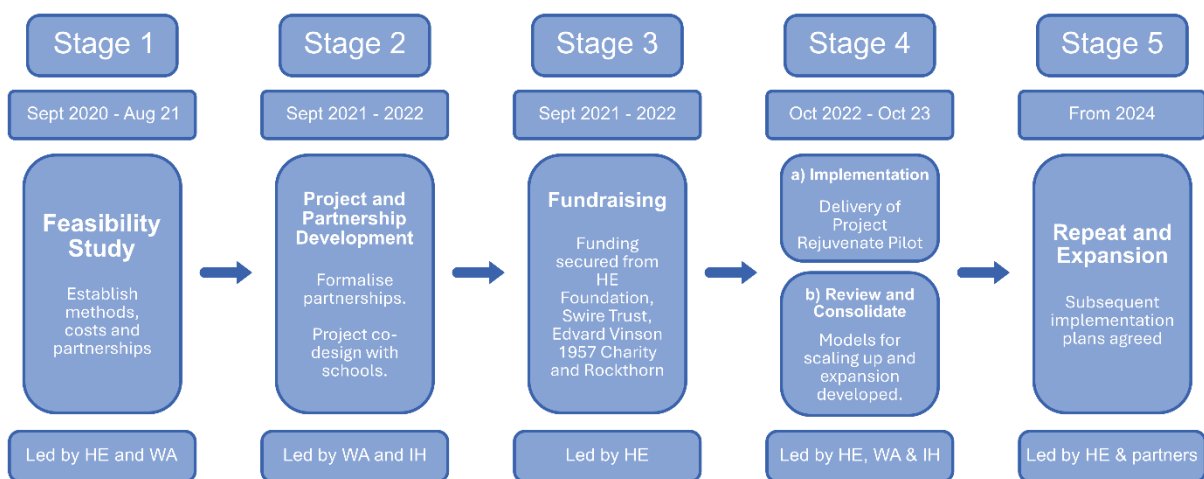 Stage 1
Stage 2
Stage 3
Stage 4
Stage 5
Sept 2020 - Aug 21
Sept 2021 - 2022
Sept 2021 - 2022
Oct 2022 - Oct 23
From 2024
Feasibility
Study
Establish
methods,
costs and
partnerships
Project and
Partnership
Development
Formalise
partnerships.
Project co-
design with
schools.
Fundraising
Funding
secured from
HE
Foundation,
Swire Trust,
Edvard Vinson
1957 Charity
and Rockthorn
a) Implementation
Delivery of
Project
Rejuvenate Pilot
b) Review and
Consolidate
Models for
scaling up and
expansion
developed.
Repeat and
Expansion
Subsequent
implementation
plans agreed
Led by HE and WA
Led by WA and IH
Led by HE
Led by HE, WA & IH
Led by HE & partners